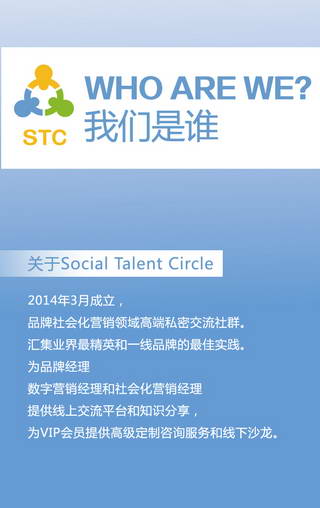 WHO ARE WE?
我们是谁
STC
关于Social Talent Circle
2014年3月成立，
品牌社会化营销领域高端私密交流社群。
汇集业界最精英和一线品牌的最佳实践。
为品牌经理
数字营销经理和社会化营销经理
提供线上交流平台和知识分享，
为VIP会员提供高级定制咨询服务和线下沙龙。